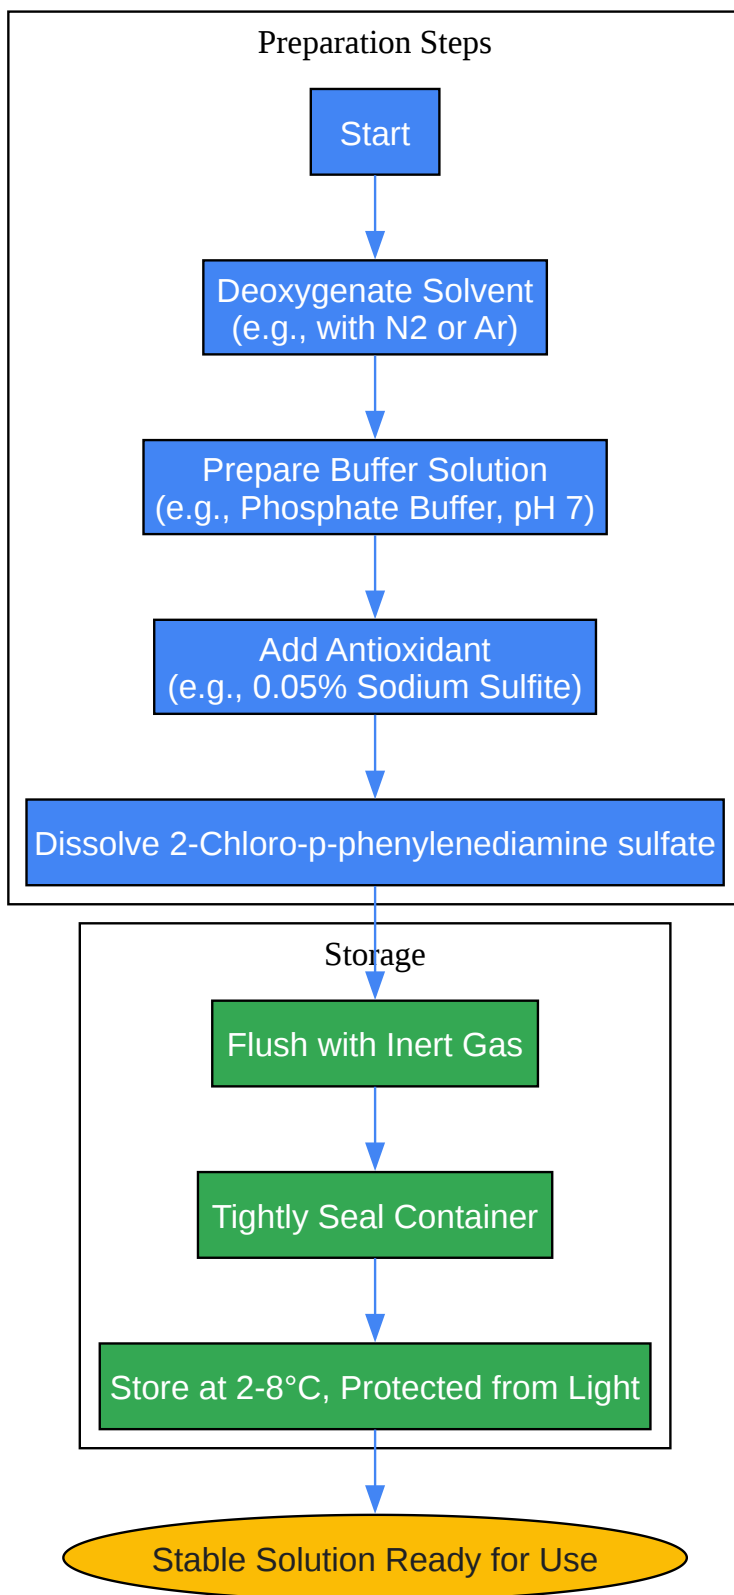 Preparation Steps
Start
Deoxygenate Solvent
(e.g., with N2 or Ar)
Prepare Buffer Solution
(e.g., Phosphate Buffer, pH 7)
Add Antioxidant
(e.g., 0.05% Sodium Sulfite)
Dissolve 2-Chloro-p-phenylenediamine sulfate
Storage
Flush with Inert Gas
Tightly Seal Container
Store at 2-8°C, Protected from Light
Stable Solution Ready for Use